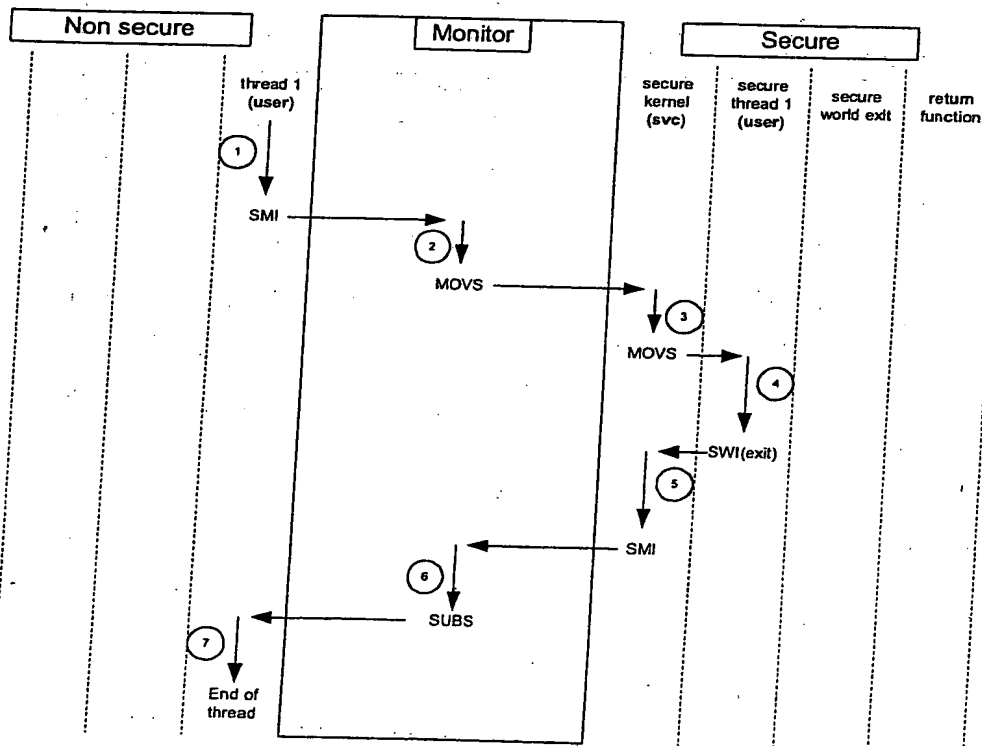 Non secure
Monitor
Secure
thread 1
(user)
secure
kernel
(svc)
secure
thread 1
(user)
secure
world exit
return
function
1
SMI
2
MOVS
3
MOVS
4
SWI(exit)
5
SMI
6
SUBS
7
End of
thread